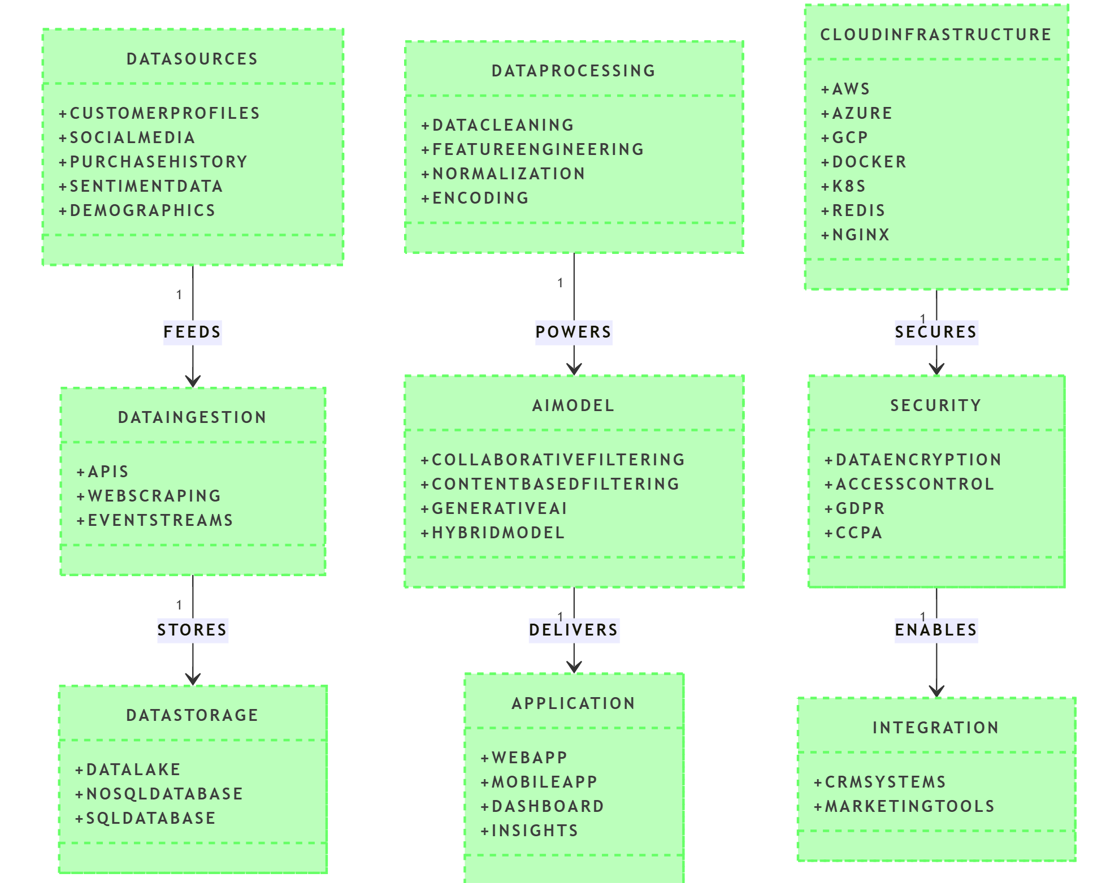 DATASOURCES
+CUSTOMERPROFILES
+SOCIALMEDIA
+PURCHASEHISTORY
+SENTIMENTDATA
+DEMOGRAPHICS
1
FEEDS
DATAINGESTION
+APIS
+WEBSCRAPING
+EVENTSTREAMS
1
STORES
DATASTORAGE
+DATALAKE
+NOSQLDATABASE
+SQLDATABASE
DATAPROCESSING
+DATACLEANING
+FEATUREENGINEERING
+NORMALIZATION
+ENCODING
1
POWERS
AIMODEL
+COLLABORATIVEFILTERING
+CONTENTBASEDFILTERING
+GENERATIVEAI
+HYBRIDMODEL
1
DELIVERS
APPLICATION
+WEBAPP
+MOBILEAPP
+DASHBOARD
+INSIGHTS
CLOUDINFRASTRUCTURE
+AWS
+AZURE
+GCP
+DOCKER
+K8S
+REDIS
+NGINX
1
SECURES
SECURITY
+DATAENCRYPTION
+ACCESSCONTROL
+GDPR
+CCPA
1
ENABLES
INTEGRATION
+CRMSYSTEMS
+MARKETINGTOOLS